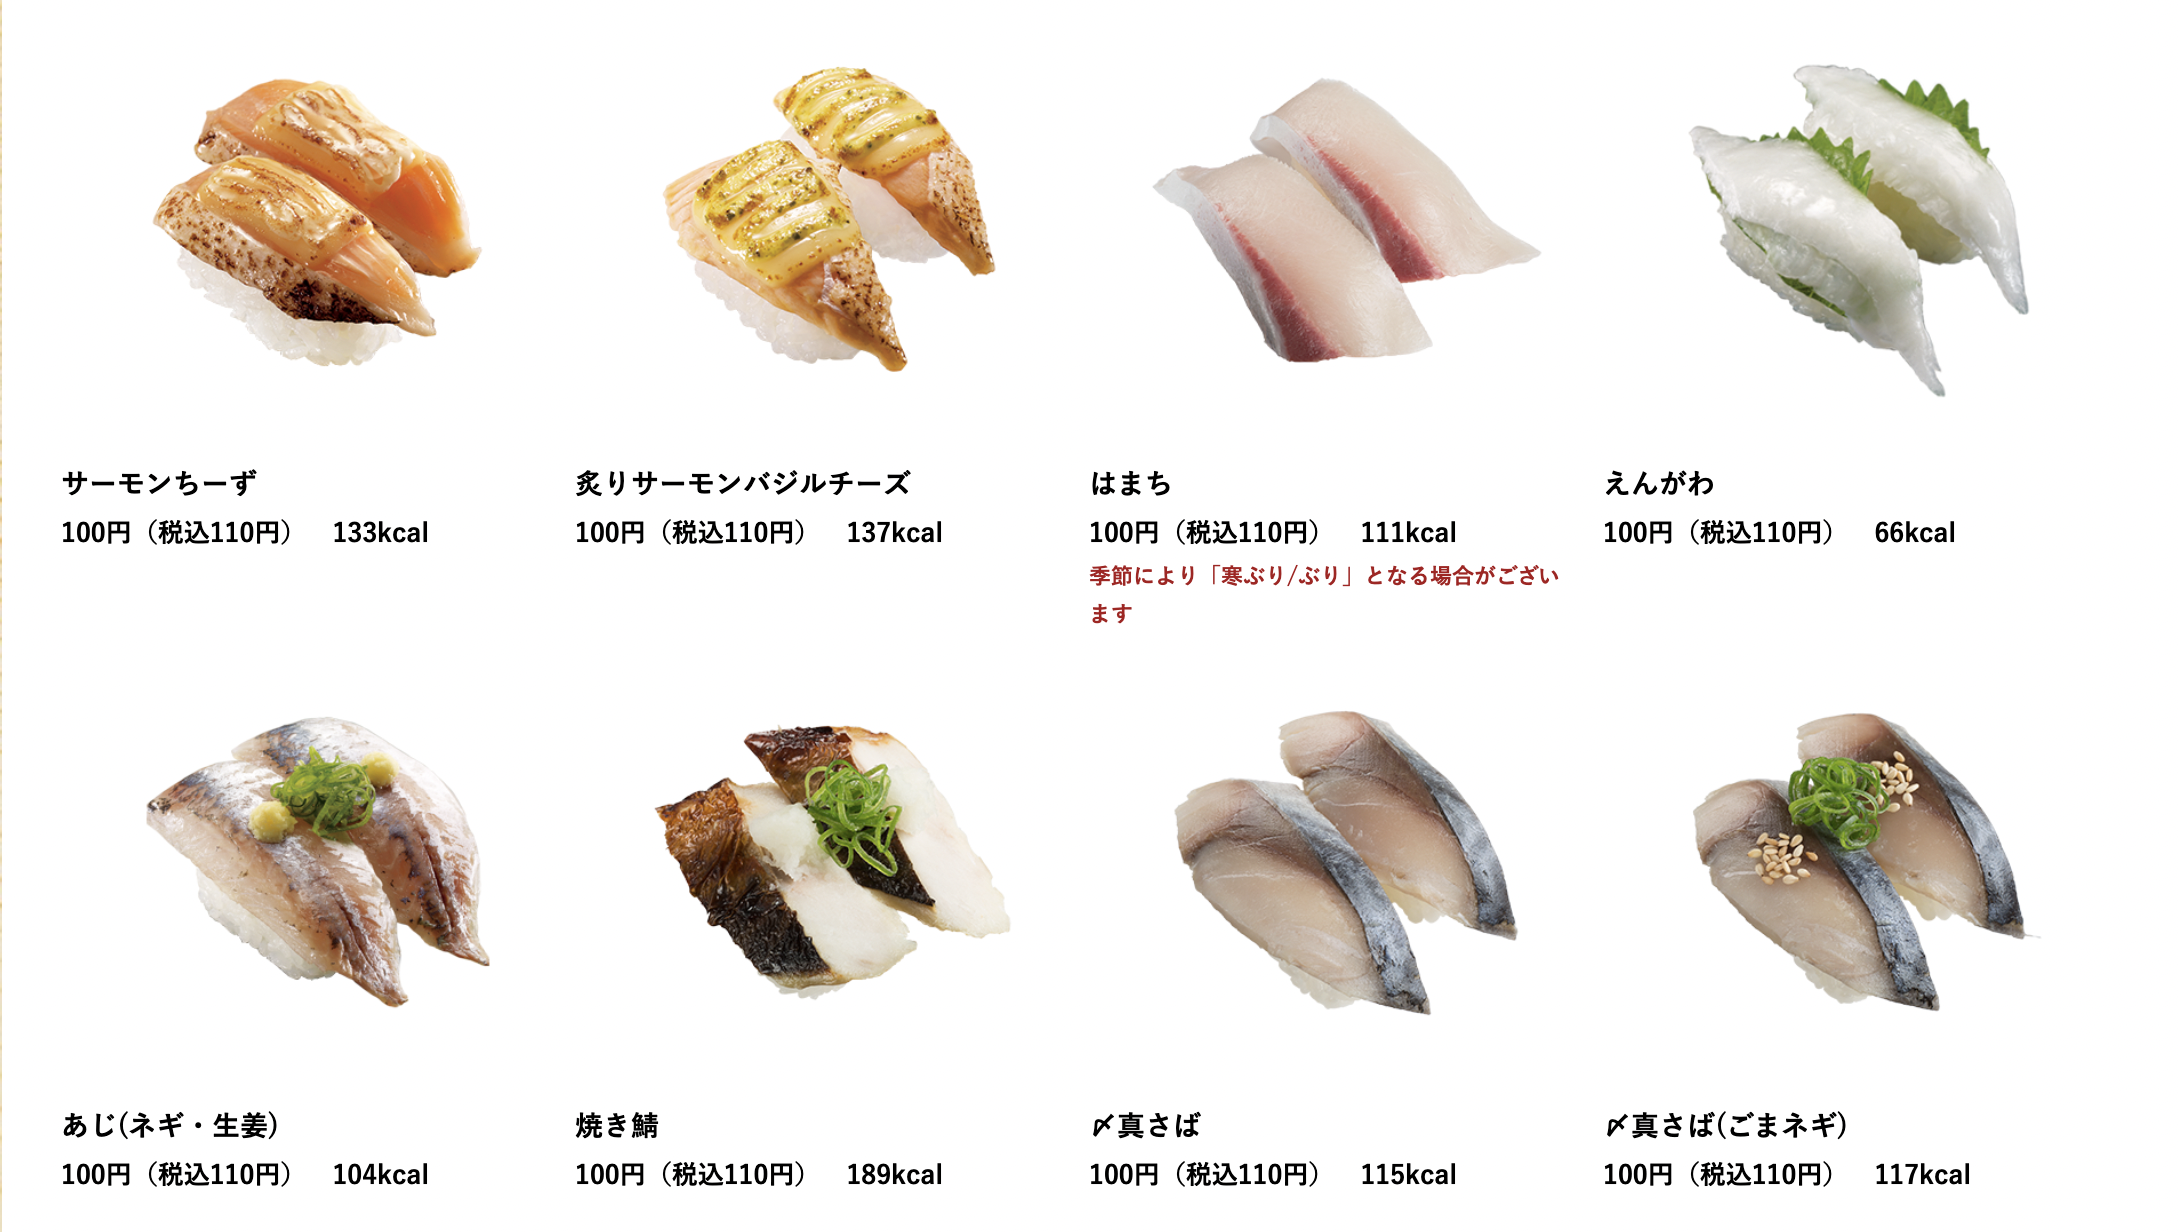 サーモンちーず
100円（税込110円） 133kcal
炙りサーモンバジルチーズ
100円（税込110円） 137kcal
はまち
100円（税込110円） 111kcal
季節により「寒ぶり/ぶり」となる場合がござい
ます
えんがわ
100円（税込110円） 66kcal
あじ(ネギ・生姜)
100円（税込110円） 104kcal
焼き鯖
100円（税込110円） 189kcal
〆真さば
100円（税込110円） 115kcal
〆真さば(ごまネギ)
100円（税込110円） 117kcal